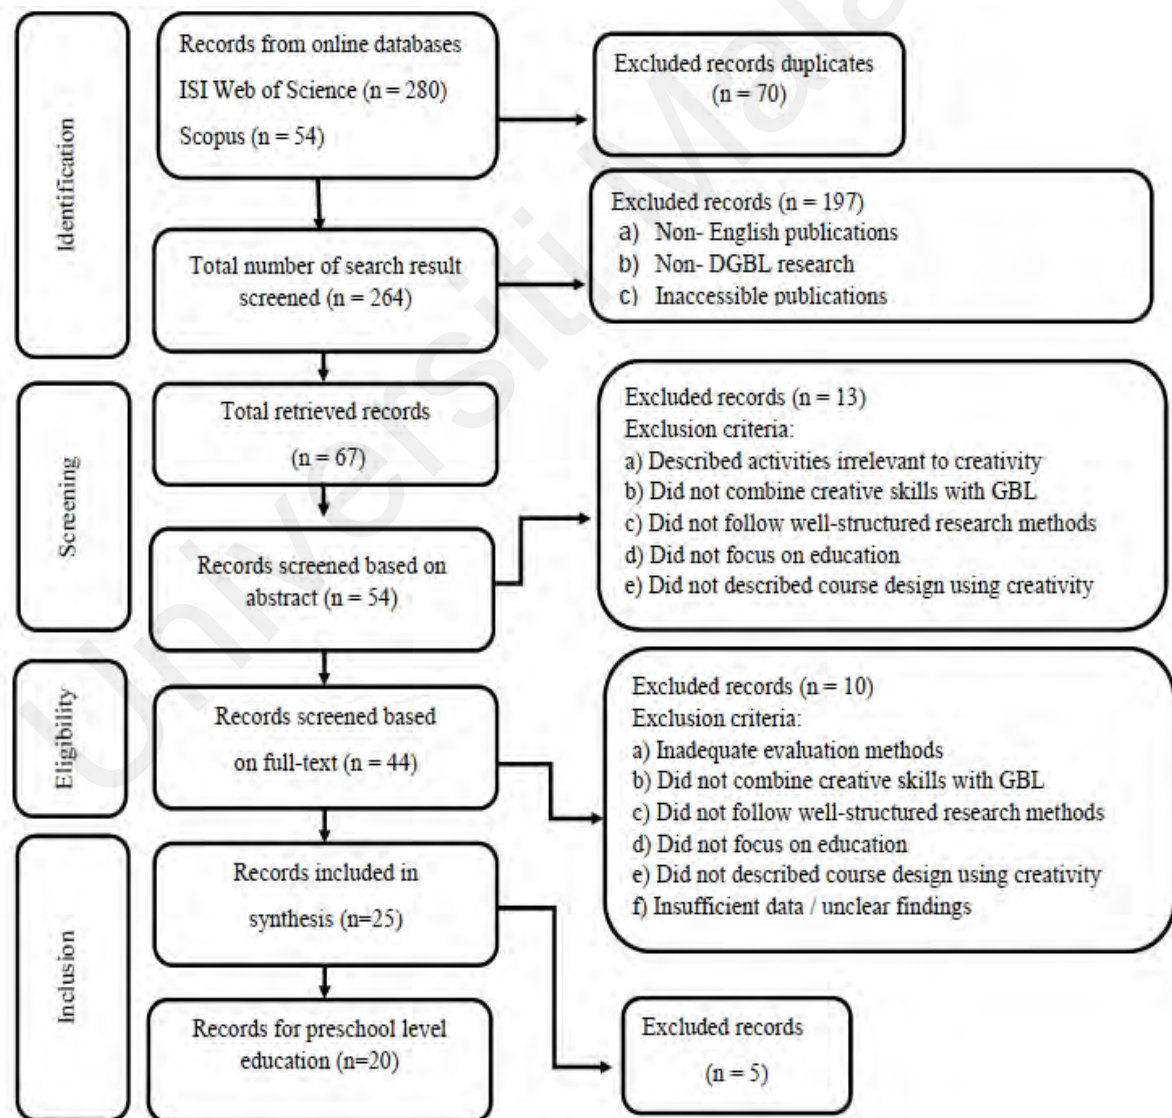 Identification
Records from online databases
ISI Web of Science (n = 280)
Scopus (n = 54)
Excluded records duplicates
(n = 70)
Total number of search result
screened (n = 264)
Excluded records (n = 197)
a) Non- English publications
b) Non- DGBL research
c) Inaccessible publications
Screening
Total retrieved records
(n = 67)
Records screened based on
abstract (n = 54)
Excluded records (n = 13)
Exclusion criteria:
a) Described activities irrelevant to creativity
b) Did not combine creative skills with GBL
c) Did not follow well-structured research methods
d) Did not focus on education
e) Did not described course design using creativity
Eligibility
Records screened based
on full-text (n = 44)
Excluded records (n = 10)
Exclusion criteria:
a) Inadequate evaluation methods
b) Did not combine creative skills with GBL
c) Did not follow well-structured research methods
d) Did not focus on education
e) Did not described course design using creativity
f) Insufficient data / unclear findings
Inclusion
Records included in
synthesis (n=25)
Records for preschool level
education (n=20)
Excluded records
(n = 5)
Universiti Mala